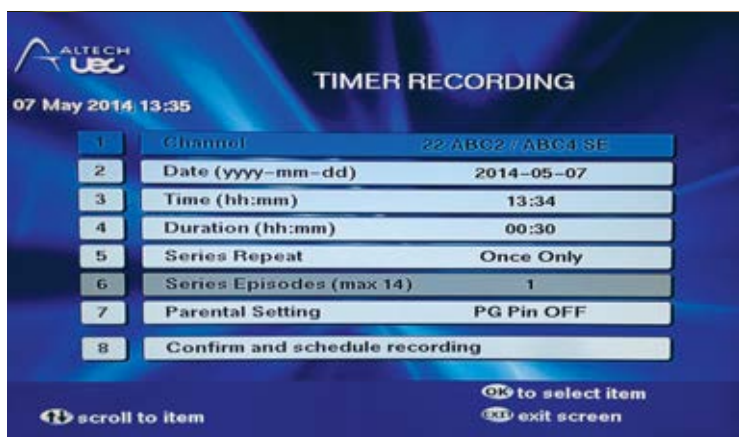 ALTECH
UEC
TIMER RECORDING
07 May 2014 13:35
1 Channel 22 ABC2 / ABC4 SE
2 Date (yyyy-mm-dd) 2014-05-07
3 Time (hh:mm) 13:34
4 Duration (hh:mm) 00:30
5 Series Repeat Once Only
6 Series Episodes (max 14) 1
7 Parental Setting PG Pin OFF
8 Confirm and schedule recording
OK to select item
scroll to item
EXIT exit screen